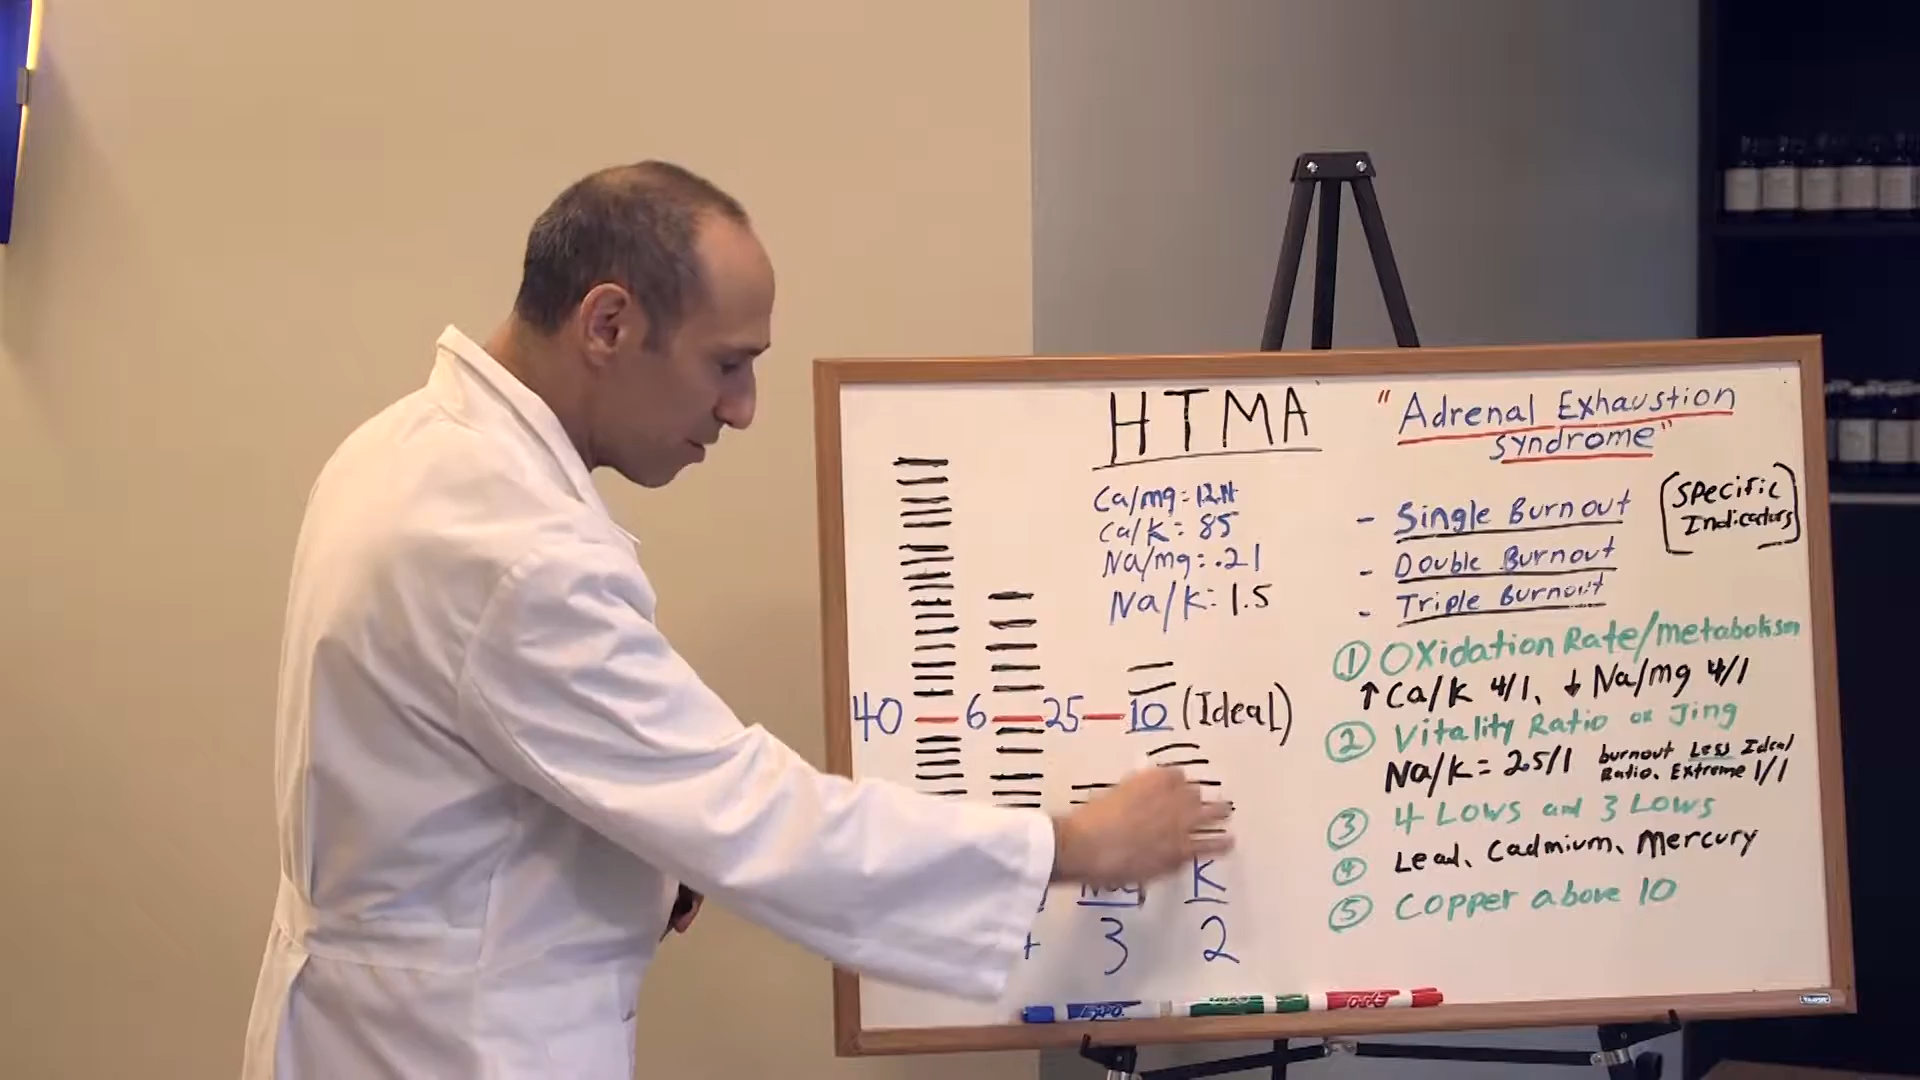 HTMA
Ca/mg: 12.14
Ca/K: 85
Na/mg: .21
Na/K: 1.5
40 — 6 — 25 — 10 (Ideal)
K
3 2
"Adrenal Exhaustion
Syndrome"
- Single Burnout
- Double Burnout
- Triple Burnout
[Specific
Indicators]
① Oxidation Rate/metabolism
↑ Ca/K 4/1, ↓ Na/mg 4/1
② Vitality Ratio or Jing
Na/K = 2.5/1 burnout Less Ideal
Ratio. Extreme 1/1
③ 4 Lows and 3 Lows
④ Lead, Cadmium, Mercury
⑤ Copper above 10
EXPO
EXPO